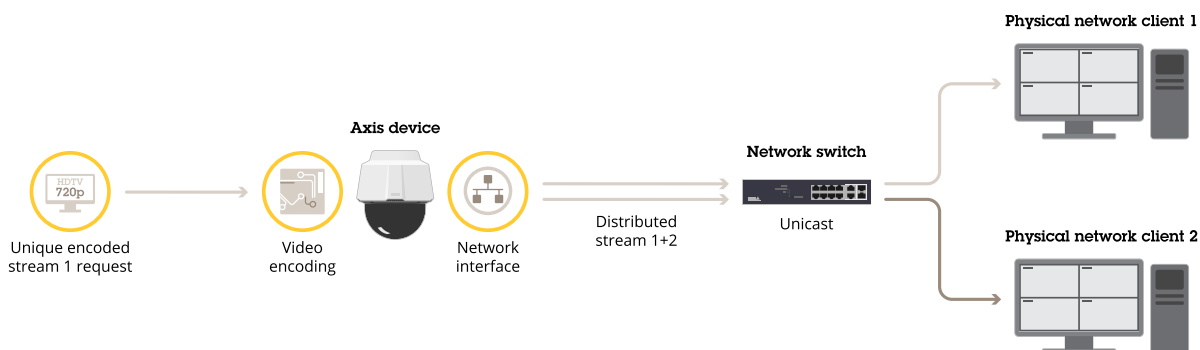 Physical network client 1
Axis device
Network switch
HDTV
720p
Unique encoded
stream 1 request
Video
encoding
Network
interface
Distributed
stream 1+2
Unicast
Physical network client 2